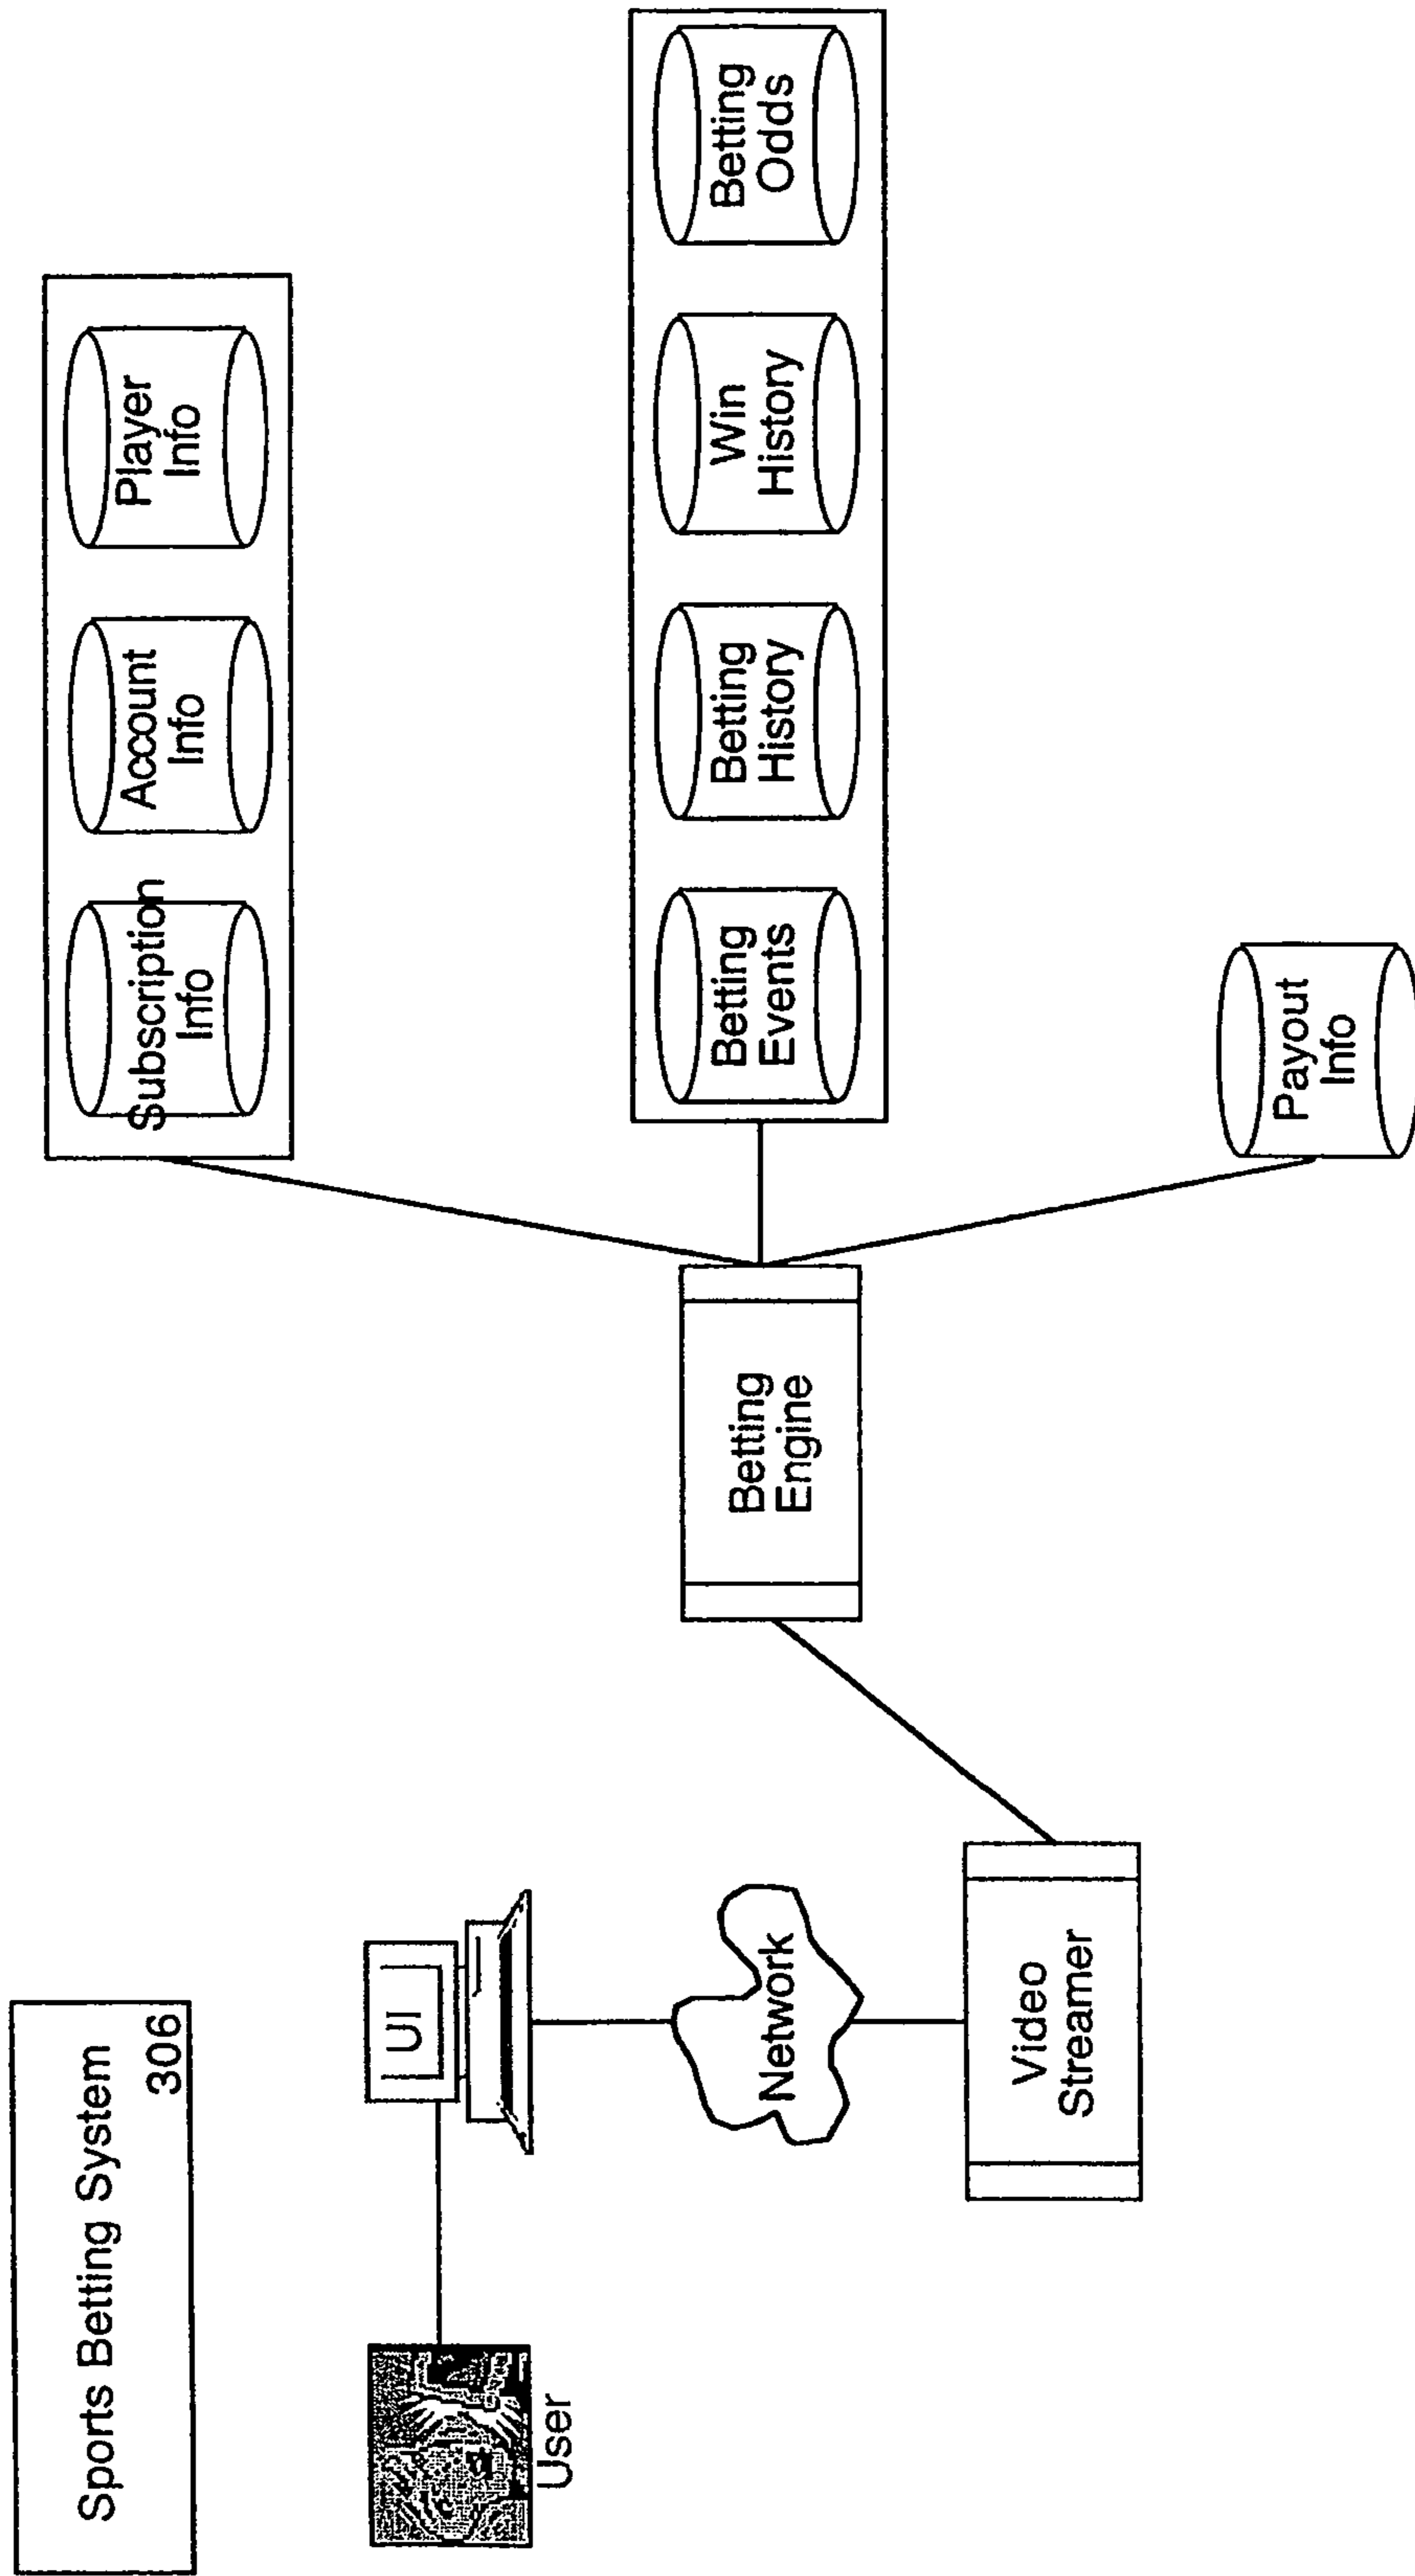 Sports Betting System
306
Subscription
Info
Account
Info
Player
Info
User
UI
Network
Video
Streamer
Betting
Engine
Betting
Events
Betting
History
Win
History
Betting
Odds
Payout
Info